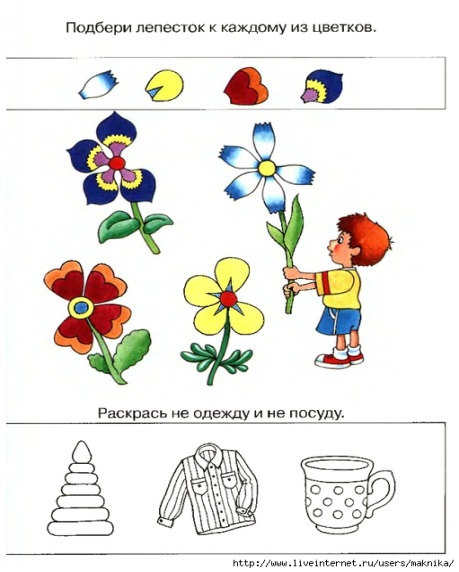 Подбери лепесток к каждому из цветков.
Раскрась не одежду и не посуду.
http://www.liveinternet.ru/users/maknika/